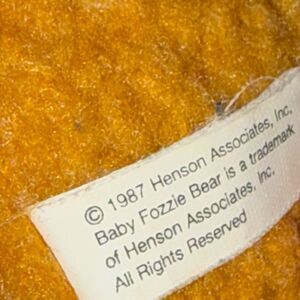 © 1987 Henson Associates, Inc.
Baby Fozzie Bear is a trademark
of Henson Associates, Inc.
All Rights Reserved